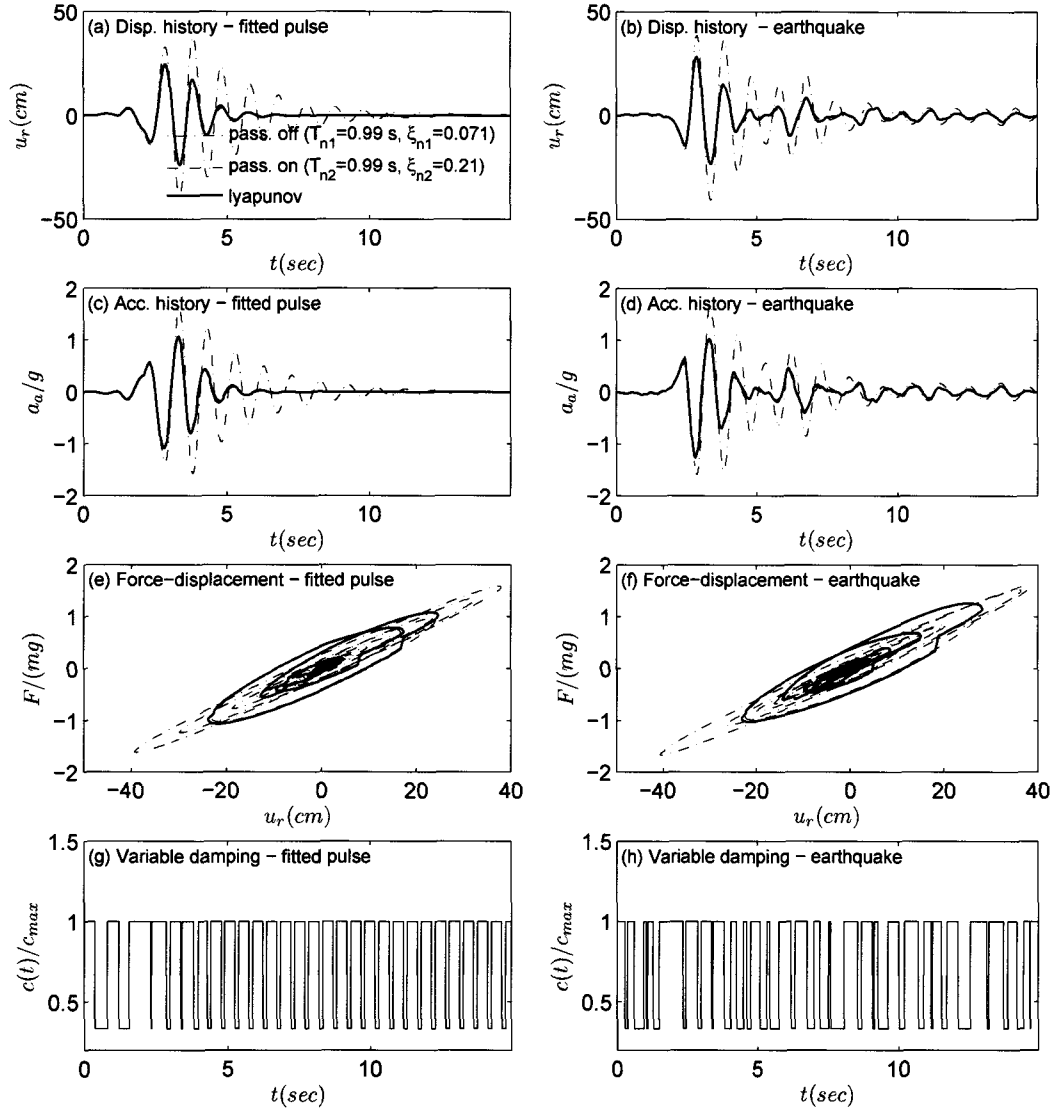 50
(a) Disp. history – fitted pulse
u_r(cm)
0
pass. off (T_n1=0.99 s, ξ_n1=0.071)
pass. on (T_n2=0.99 s, ξ_n2=0.21)
lyapunov
−50
0 5 10
t(sec)
50
(b) Disp. history – earthquake
u_r(cm)
0
−50
0 5 10
t(sec)
2
(c) Acc. history – fitted pulse
1
a_a/g
0
−1
−2
0 5 10
t(sec)
2
(d) Acc. history – earthquake
1
a_a/g
0
−1
−2
0 5 10
t(sec)
2
(e) Force–displacement – fitted pulse
1
F/(mg)
0
−1
−2
−40 −20 0 20 40
u_r(cm)
2
(f) Force–displacement – earthquake
1
F/(mg)
0
−1
−2
−40 −20 0 20 40
u_r(cm)
1.5
(g) Variable damping – fitted pulse
c(t)/c_max
1
0.5
0 5 10
t(sec)
1.5
(h) Variable damping – earthquake
c(t)/c_max
1
0.5
0 5 10
t(sec)